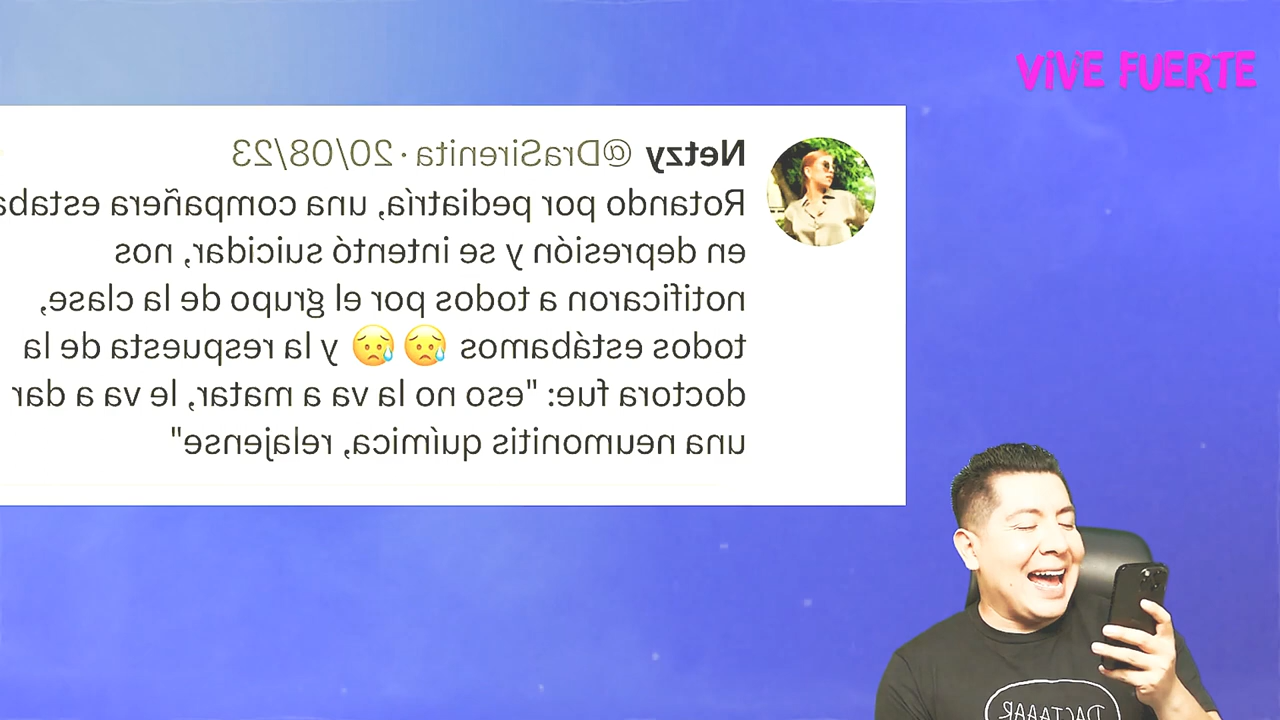 VIVE FUERTE
Netzy @DraSirenita · 20/08/23
Rotando por pediatría, una compañera estaba
en depresión y se intentó suicidar, nos
notificaron a todos por el grupo de la clase,
todos estábamos 😥😥 y la respuesta de la
doctora fue: "eso no la va a matar, le va a dar
una neumonitis química, relajense"
DACTAAAR